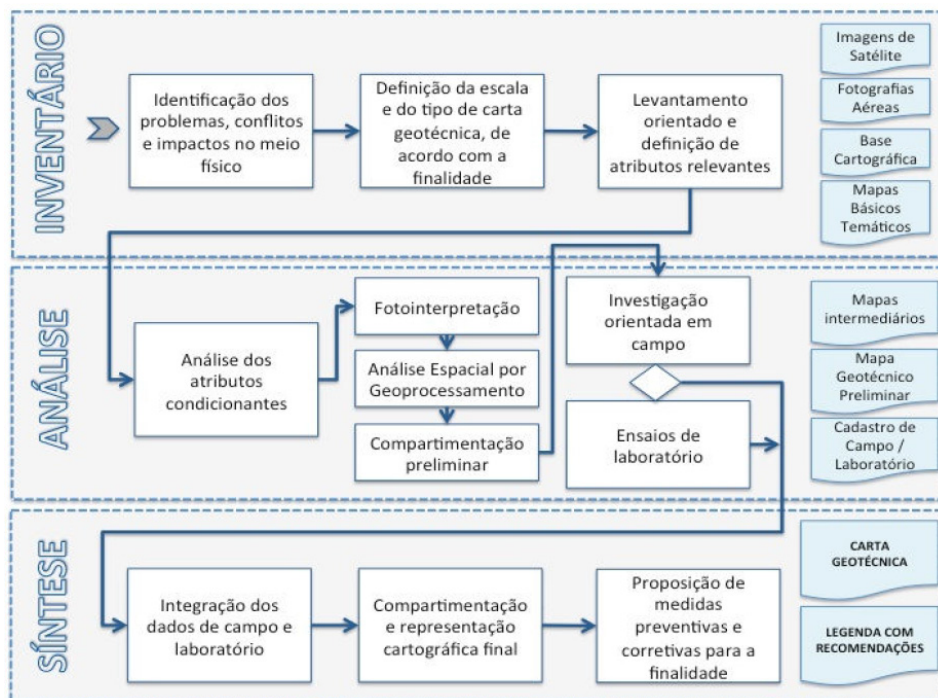 INVENTÁRIO
Identificação dos
problemas, conflitos
e impactos no meio
físico
Definição da escala
e do tipo de carta
geotécnica, de
acordo com a
finalidade
Levantamento
orientado e
definição de
atributos relevantes
Imagens de
Satélite
Fotografias
Aéreas
Base
Cartográfica
Mapas
Básicos
Temáticos
ANÁLISE
Análise dos
atributos
condicionantes
Fotointerpretação
Análise Espacial por
Geoprocessamento
Compartimentação
preliminar
Investigação
orientada em
campo
Ensaios de
laboratório
Mapas
intermediários
Mapa
Geotécnico
Preliminar
Cadastro de
Campo /
Laboratório
SÍNTESE
Integração dos
dados de campo e
laboratório
Compartimentação
e representação
cartográfica final
Proposição de
medidas
preventivas e
corretivas para a
finalidade
CARTA
GEOTÉCNICA
LEGENDA COM
RECOMENDAÇÕES